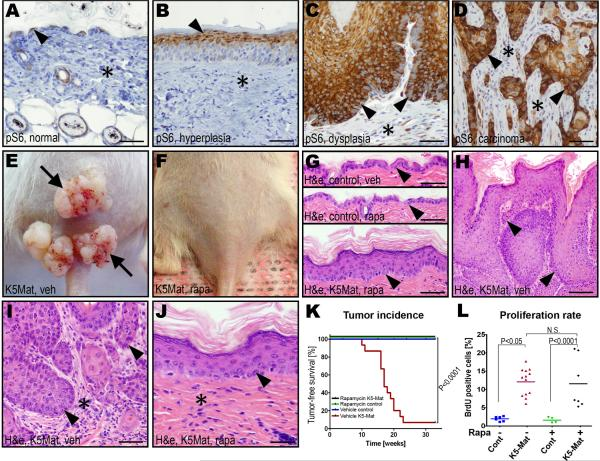 A
B
C
D
pS6, normal
pS6, hyperplasia
pS6, dysplasia
pS6, carcinoma
E
F
G
H
H&e, control, veh
H&e, control, rapa
K5Mat, veh
K5Mat, rapa
H&e, K5Mat, rapa
H&e, K5Mat, veh
I
J
H&e, K5Mat, veh
H&e, K5Mat, rapa
K
Tumor incidence
Tumor-free survival [%]
100
80
60
40
20
0
0
10
20
30
Time [weeks]
Rapamycin K5-Mat
Rapamycin control
Vehicle control
Vehicle K5-Mat
P<0.0001
L
Proliferation rate
BrdU positive cells [%]
25
20
15
10
5
0
N.S.
P<0.05
P<0.0001
Rapa
-
-
+
+
Cont
K5-Mat
Cont
K5-Mat